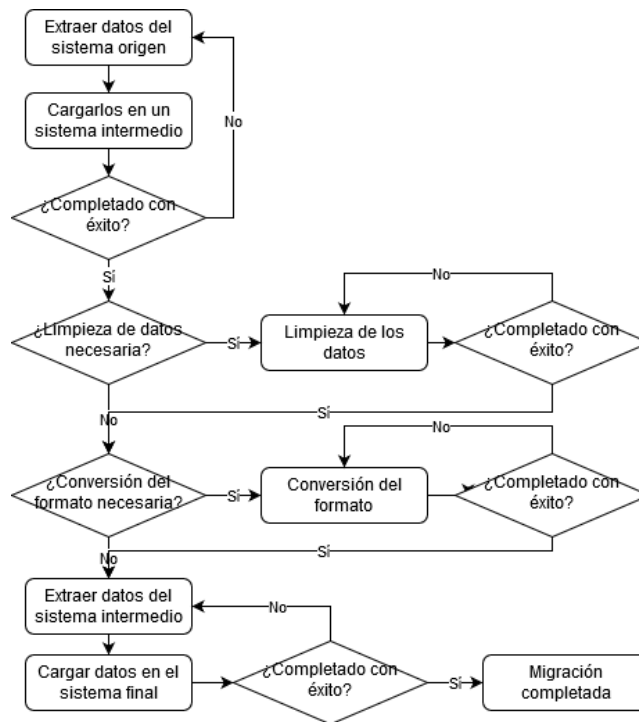 Extraer datos del
sistema origen
Cargarlos en un
sistema intermedio
No
¿Completado con
éxito?
Sí
No
¿Limpieza de datos
necesaria?
Sí
Limpieza de los
datos
¿Completado con
éxito?
Sí
No
No
¿Conversión del
formato necesaria?
Sí
Conversión del
formato
¿Completado con
éxito?
Sí
No
Extraer datos del
sistema intermedio
No
Cargar datos en el
sistema final
¿Completado con
éxito?
Sí
Migración
completada